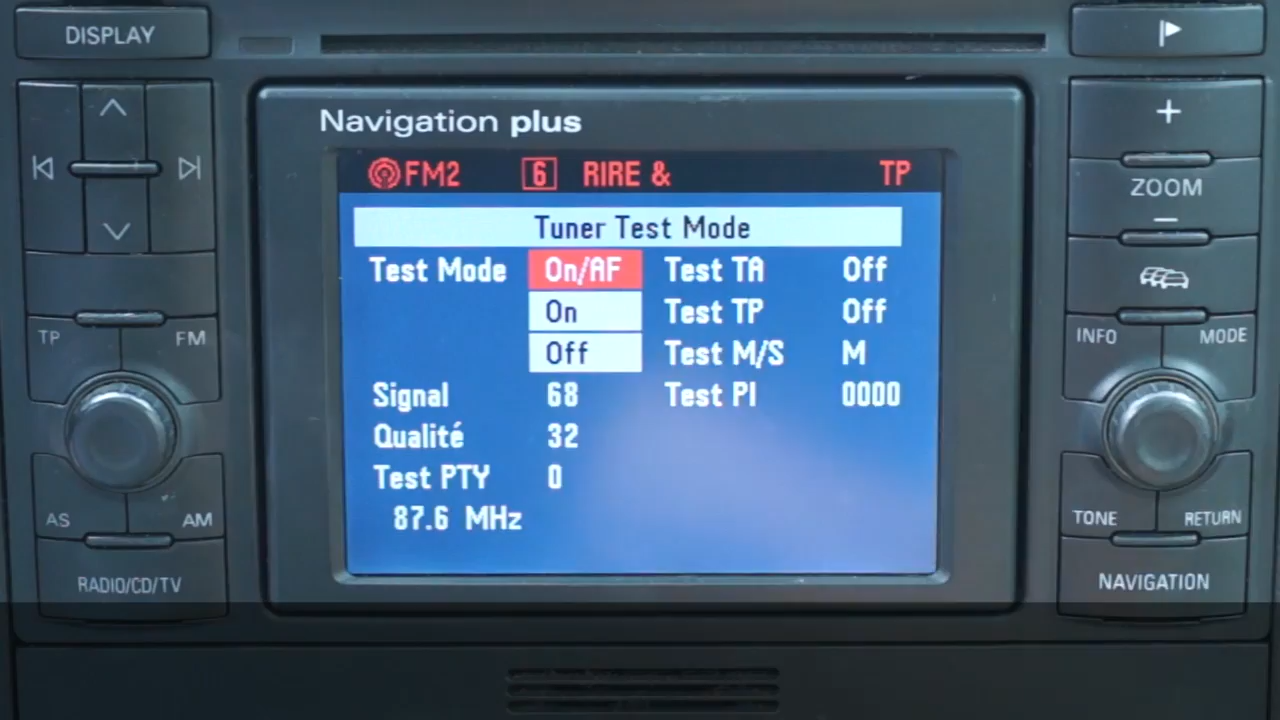 DISPLAY
Navigation plus
FM2 6 RIRE & TP
Tuner Test Mode
Test Mode On/AF Test TA Off
On Test TP Off
Off Test M/S M
Signal 68 Test PI 0000
Qualité 32
Test PTY 0
87.6 MHz
TP FM
AS AM
RADIO/CD/TV
+
ZOOM
−
INFO MODE
TONE RETURN
NAVIGATION